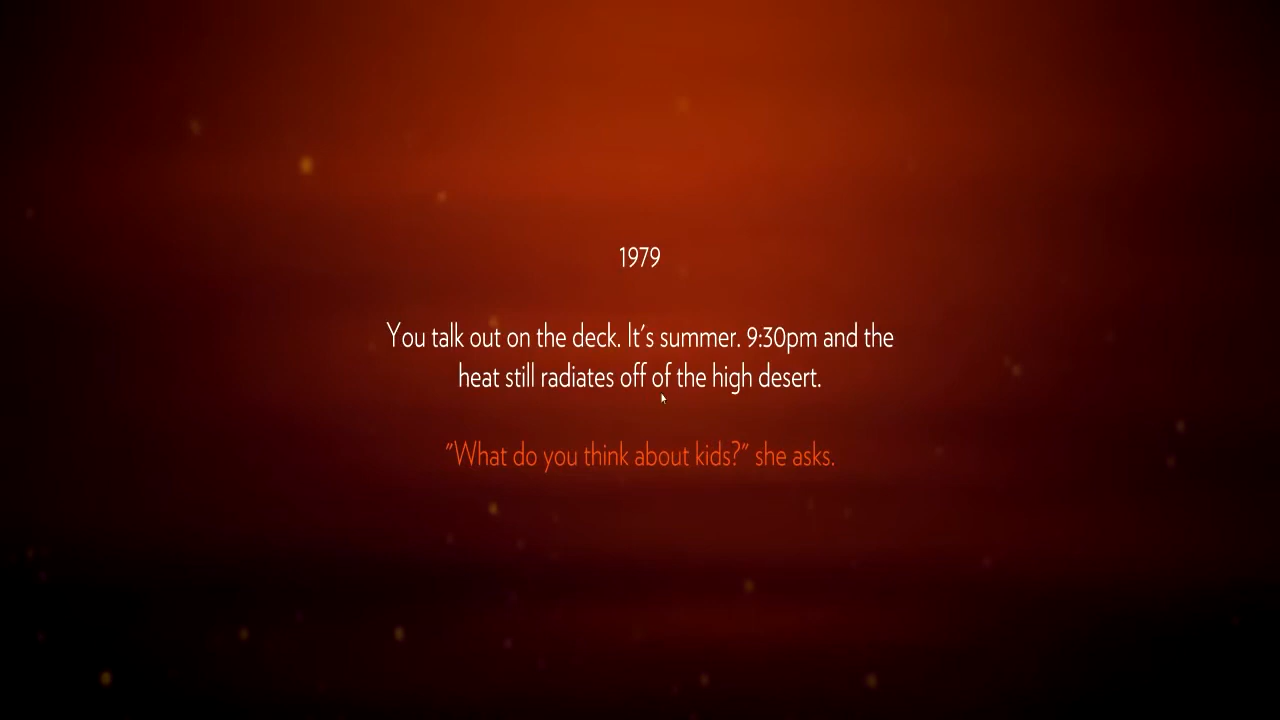 1979
You talk out on the deck. It's summer. 9:30pm and the
heat still radiates off of the high desert.
"What do you think about kids?" she asks.